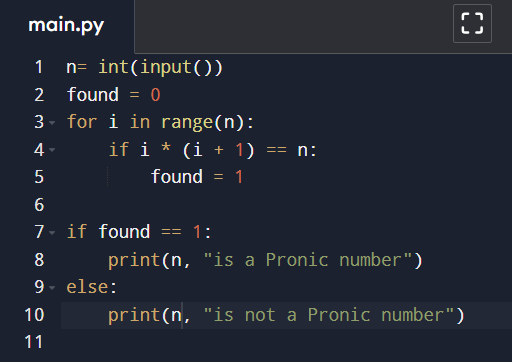 main.py
1 n= int(input())
2 found = 0
3 for i in range(n):
4     if i * (i + 1) == n:
5         found = 1
6
7 if found == 1:
8     print(n, "is a Pronic number")
9 else:
10     print(n, "is not a Pronic number")
11